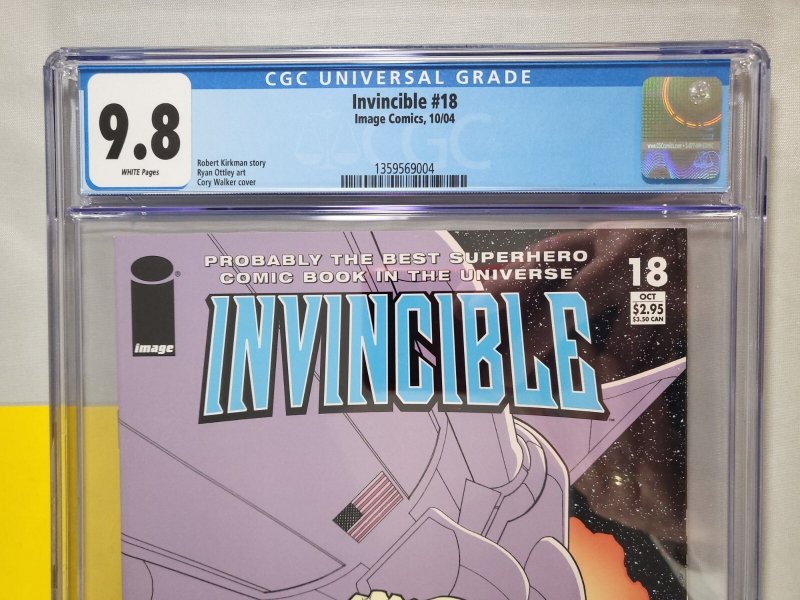 CGC UNIVERSAL GRADE
9.8
WHITE Pages
Invincible #18
Image Comics, 10/04
Robert Kirkman story
Ryan Ottley art
Cory Walker cover
1359569004
CGC
PROBABLY THE BEST SUPERHERO
COMIC BOOK IN THE UNIVERSE
INVINCIBLE
TM
image
®
18
OCT
$2.95
$3.50 CAN